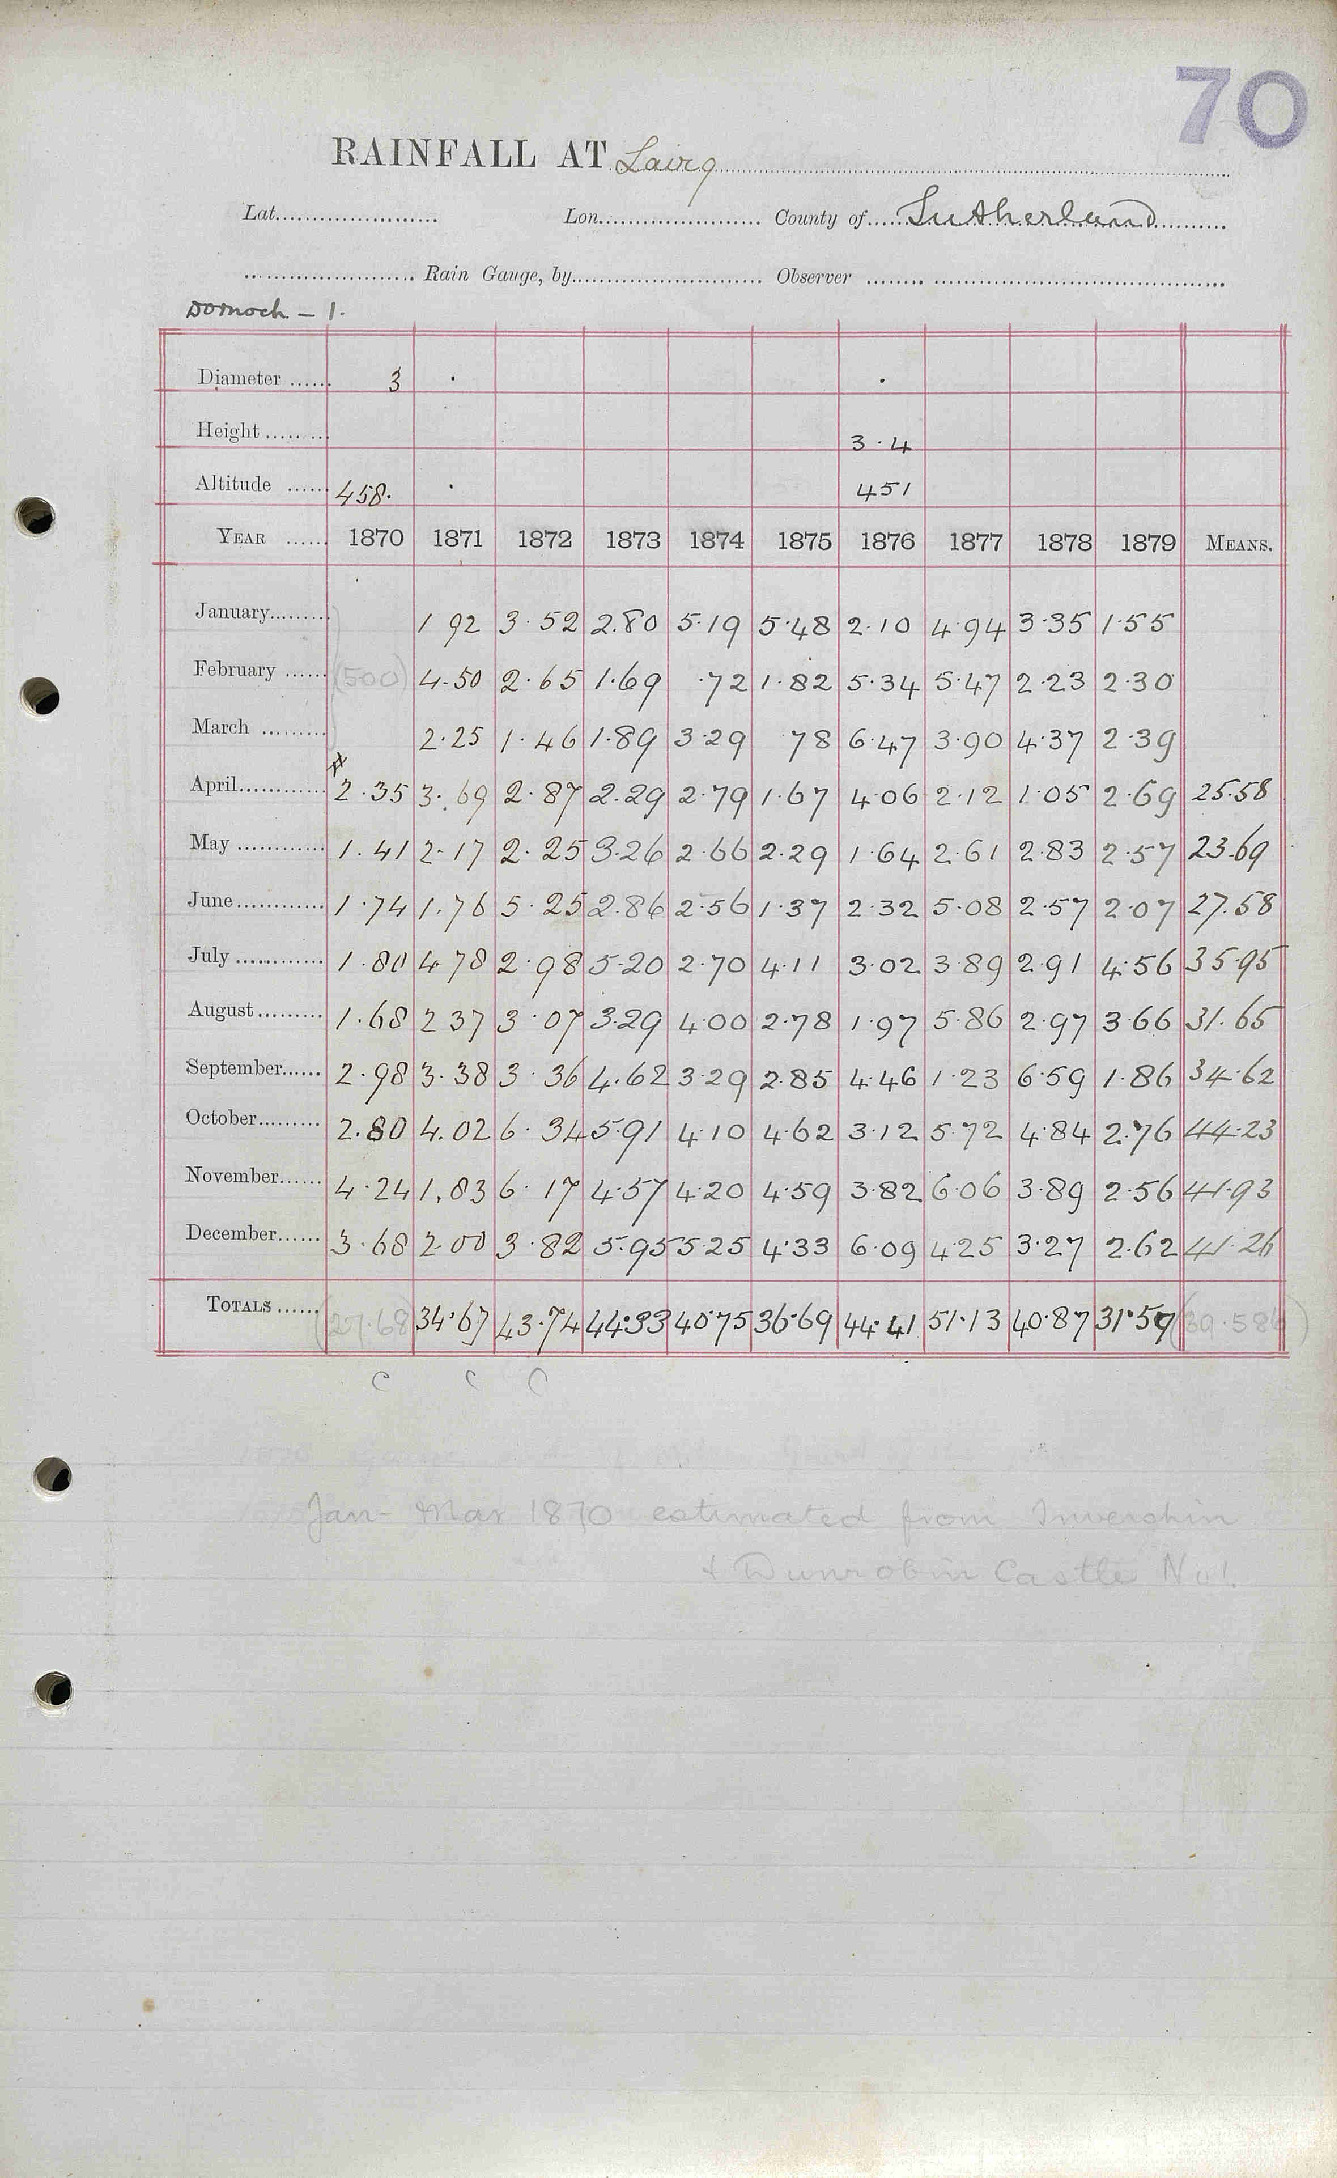 70
RAINFALL AT Lairg
Lat. Lon. County of Sutherland
Rain Gauge, by Observer
Dornoch - 1.
Diameter 3 . .
Height 3.4
Altitude 458. . 451
YEAR 1870 1871 1872 1873 1874 1875 1876 1877 1878 1879 MEANS.
January 1 92 3.52 2.80 5.19 5.48 2.10 4.94 3.35 1.55
February (500) 4.50 2.65 1.69 .72 1.82 5.34 5.47 2.23 2.30
March 2.25 1.46 1.89 3.29 78 6.47 3.90 4.37 2.39
April 2.35 3.69 2.87 2.29 2.79 1.67 4.06 2.12 1.05 2.69 25.58
May 1.41 2.17 2.25 3.26 2.66 2.29 1.64 2.61 2.83 2.57 23.69
June 1.74 1.76 5.25 2.86 2.56 1.37 2.32 5.08 2.57 2.07 27.58
July 1.80 4 78 2.98 5.20 2.70 4.11 3.02 3.89 2.91 4.56 35.95
August 1.68 2 37 3.07 3.29 4.00 2.78 1.97 5.86 2.97 3.66 31.65
September 2.98 3.38 3.36 4.62 3.29 2.85 4.46 1.23 6.59 1.86 34.62
October 2.80 4.02 6.34 5.91 4.10 4.62 3.12 5.72 4.84 2.76 44.23
November 4.24 1.83 6.17 4.57 4.20 4.59 3.82 6.06 3.89 2.56 41.93
December 3.68 2.00 3.82 5.95 5.25 4.33 6.09 4.25 3.27 2.62 41.26
TOTALS (27.68) 34.67 43.74 44.33 40.75 36.69 44.41 51.13 40.87 31.57
c c c
Jan - Mar 1870 estimated from Invershin
& Dunrobin Castle No 1.